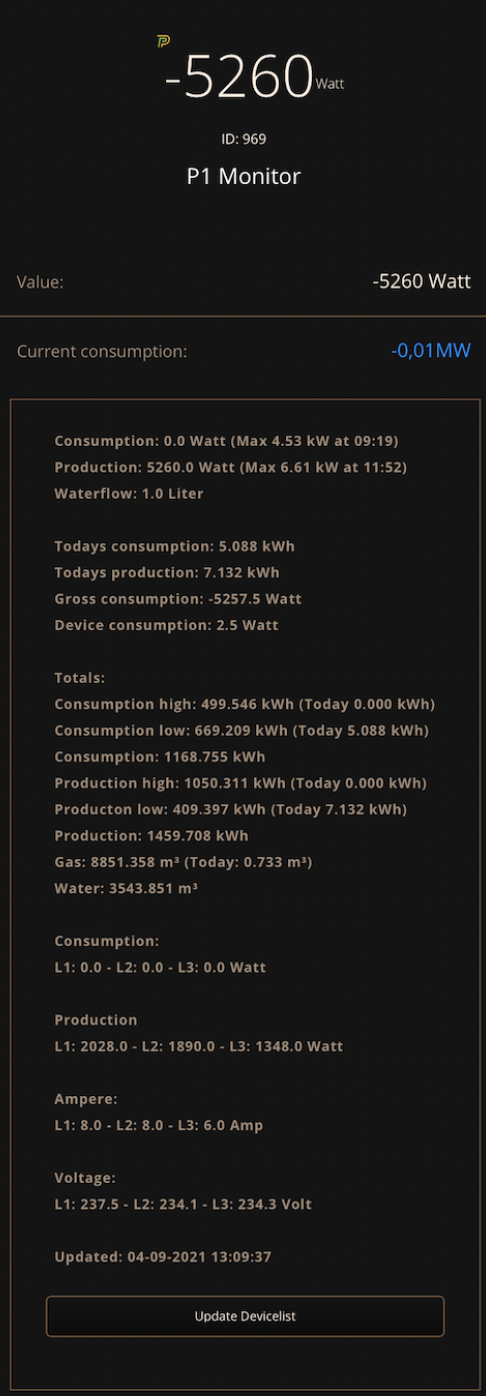 -5260 Watt
ID: 969
P1 Monitor
Value: -5260 Watt
Current consumption: -0,01MW
Consumption: 0.0 Watt (Max 4.53 kW at 09:19)
Production: 5260.0 Watt (Max 6.61 kW at 11:52)
Waterflow: 1.0 Liter
Todays consumption: 5.088 kWh
Todays production: 7.132 kWh
Gross consumption: -5257.5 Watt
Device consumption: 2.5 Watt
Totals:
Consumption high: 499.546 kWh (Today 0.000 kWh)
Consumption low: 669.209 kWh (Today 5.088 kWh)
Consumption: 1168.755 kWh
Production high: 1050.311 kWh (Today 0.000 kWh)
Producton low: 409.397 kWh (Today 7.132 kWh)
Production: 1459.708 kWh
Gas: 8851.358 m³ (Today: 0.733 m³)
Water: 3543.851 m³
Consumption:
L1: 0.0 - L2: 0.0 - L3: 0.0 Watt
Production
L1: 2028.0 - L2: 1890.0 - L3: 1348.0 Watt
Ampere:
L1: 8.0 - L2: 8.0 - L3: 6.0 Amp
Voltage:
L1: 237.5 - L2: 234.1 - L3: 234.3 Volt
Updated: 04-09-2021 13:09:37
Update Devicelist